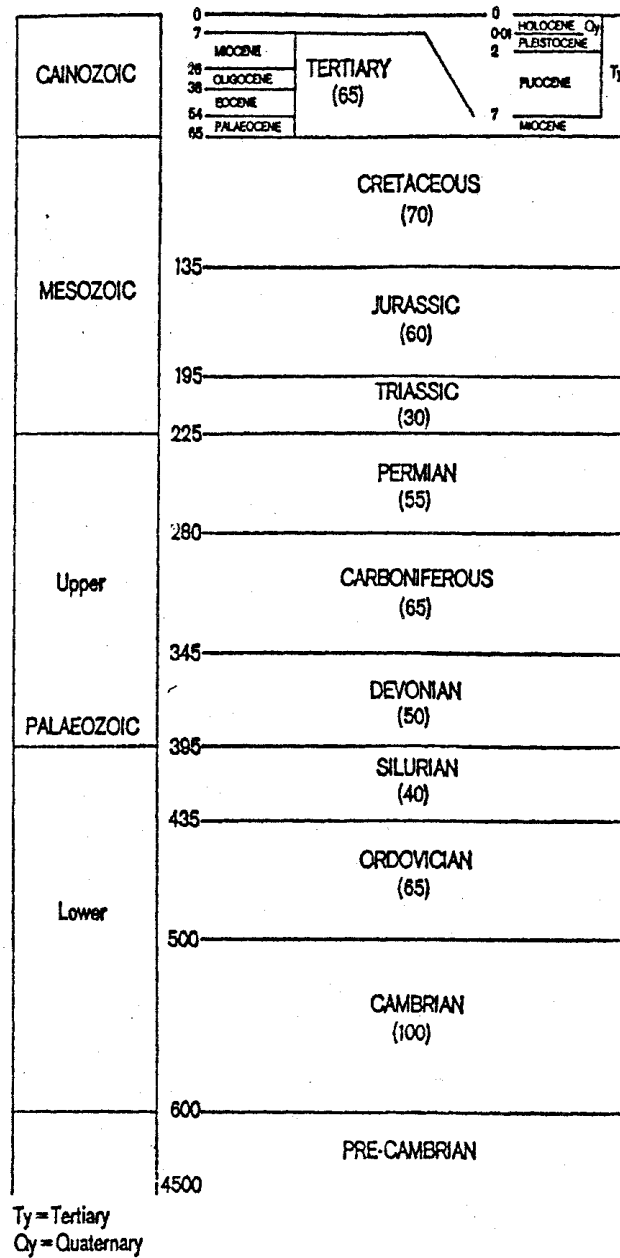 0
7
26
38
54
65
CAINOZOIC
MIOCENE
OLIGOCENE
EOCENE
PALAEOCENE
TERTIARY
(65)
0
0·01
2
7
HOLOCENE Qy
PLEISTOCENE
PLIOCENE
MIOCENE
Ty
MESOZOIC
CRETACEOUS
(70)
135
JURASSIC
(60)
195
TRIASSIC
(30)
225
Upper
PERMIAN
(55)
280
CARBONIFEROUS
(65)
345
DEVONIAN
(50)
PALAEOZOIC
395
SILURIAN
(40)
435
ORDOVICIAN
(65)
Lower
500
CAMBRIAN
(100)
600
PRE-CAMBRIAN
4500
Ty = Tertiary
Qy = Quaternary